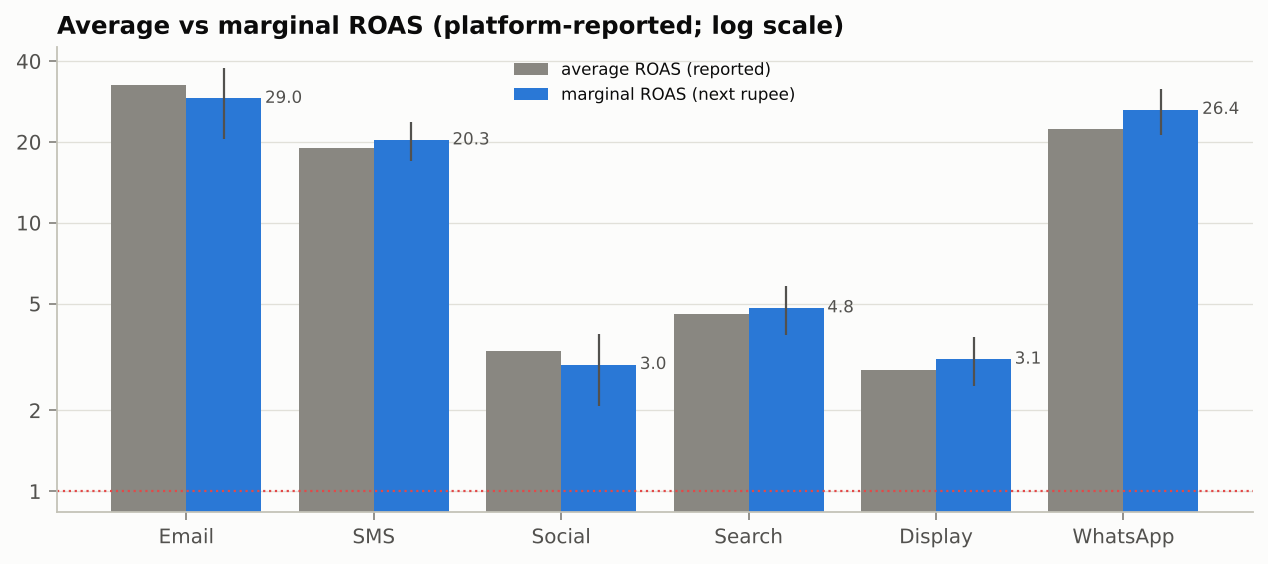 Average vs marginal ROAS (platform-reported; log scale)
average ROAS (reported)
marginal ROAS (next rupee)
40
20
10
5
2
1
29.0
20.3
3.0
4.8
3.1
26.4
Email
SMS
Social
Search
Display
WhatsApp